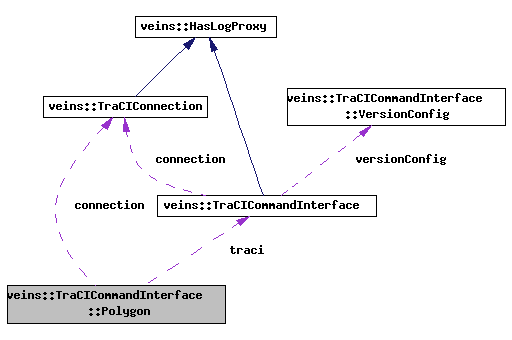 veins::HasLogProxy
veins::TraCIConnection
veins::TraCICommandInterface
::VersionConfig
connection
versionConfig
connection
veins::TraCICommandInterface
traci
veins::TraCICommandInterface
::Polygon